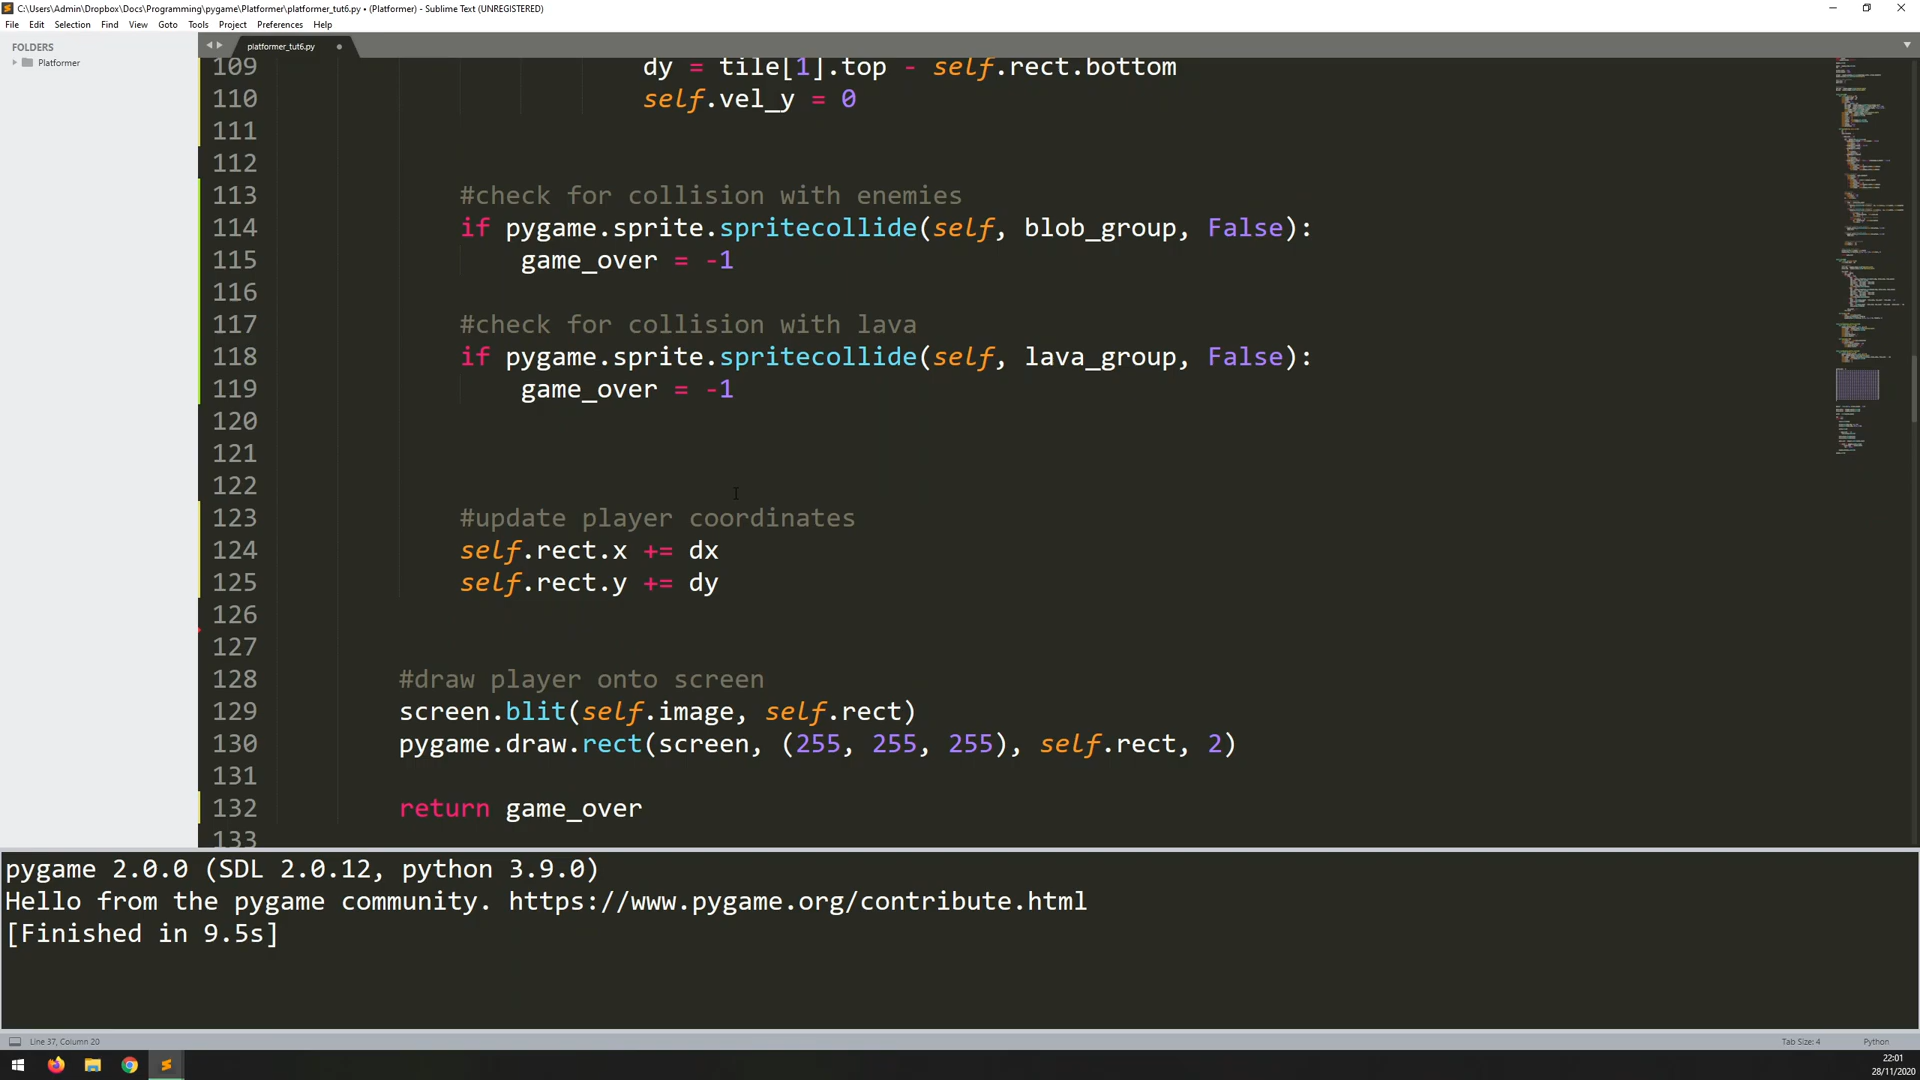 C:\Users\Admin\Dropbox\Docs\Programming\pygame\Platformer\platformer_tut6.py • (Platformer) - Sublime Text (UNREGISTERED)
File Edit Selection Find View Goto Tools Project Preferences Help
FOLDERS
Platformer
platformer_tut6.py
109 dy = tile[1].top - self.rect.bottom
110 self.vel_y = 0
111
112
113 #check for collision with enemies
114 if pygame.sprite.spritecollide(self, blob_group, False):
115 game_over = -1
116
117 #check for collision with lava
118 if pygame.sprite.spritecollide(self, lava_group, False):
119 game_over = -1
120
121
122
123 #update player coordinates
124 self.rect.x += dx
125 self.rect.y += dy
126
127
128 #draw player onto screen
129 screen.blit(self.image, self.rect)
130 pygame.draw.rect(screen, (255, 255, 255), self.rect, 2)
131
132 return game_over
133
pygame 2.0.0 (SDL 2.0.12, python 3.9.0)
Hello from the pygame community. https://www.pygame.org/contribute.html
[Finished in 9.5s]
Line 37, Column 20
Tab Size: 4
Python
22:01
28/11/2020